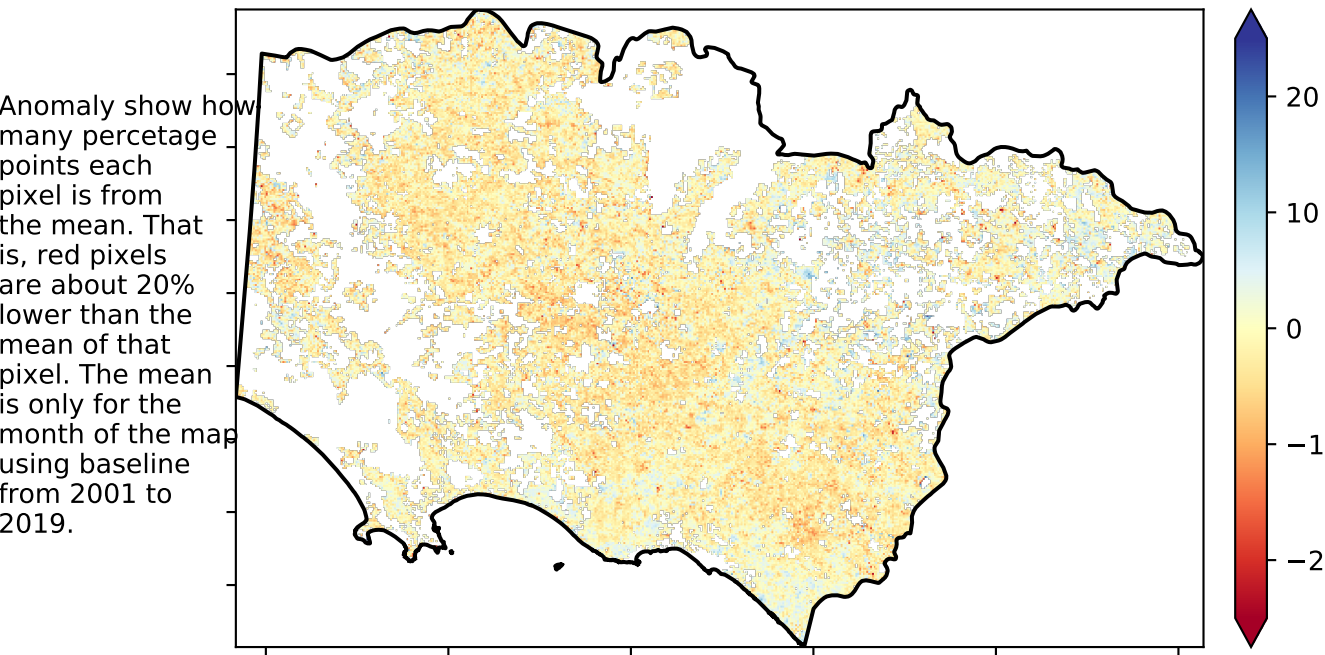 Anomaly show how
many percetage
points each
pixel is from
the mean. That
is, red pixels
are about 20%
lower than the
mean of that
pixel. The mean
is only for the
month of the map
using baseline
from 2001 to
2019.
20
10
0
−1
−2